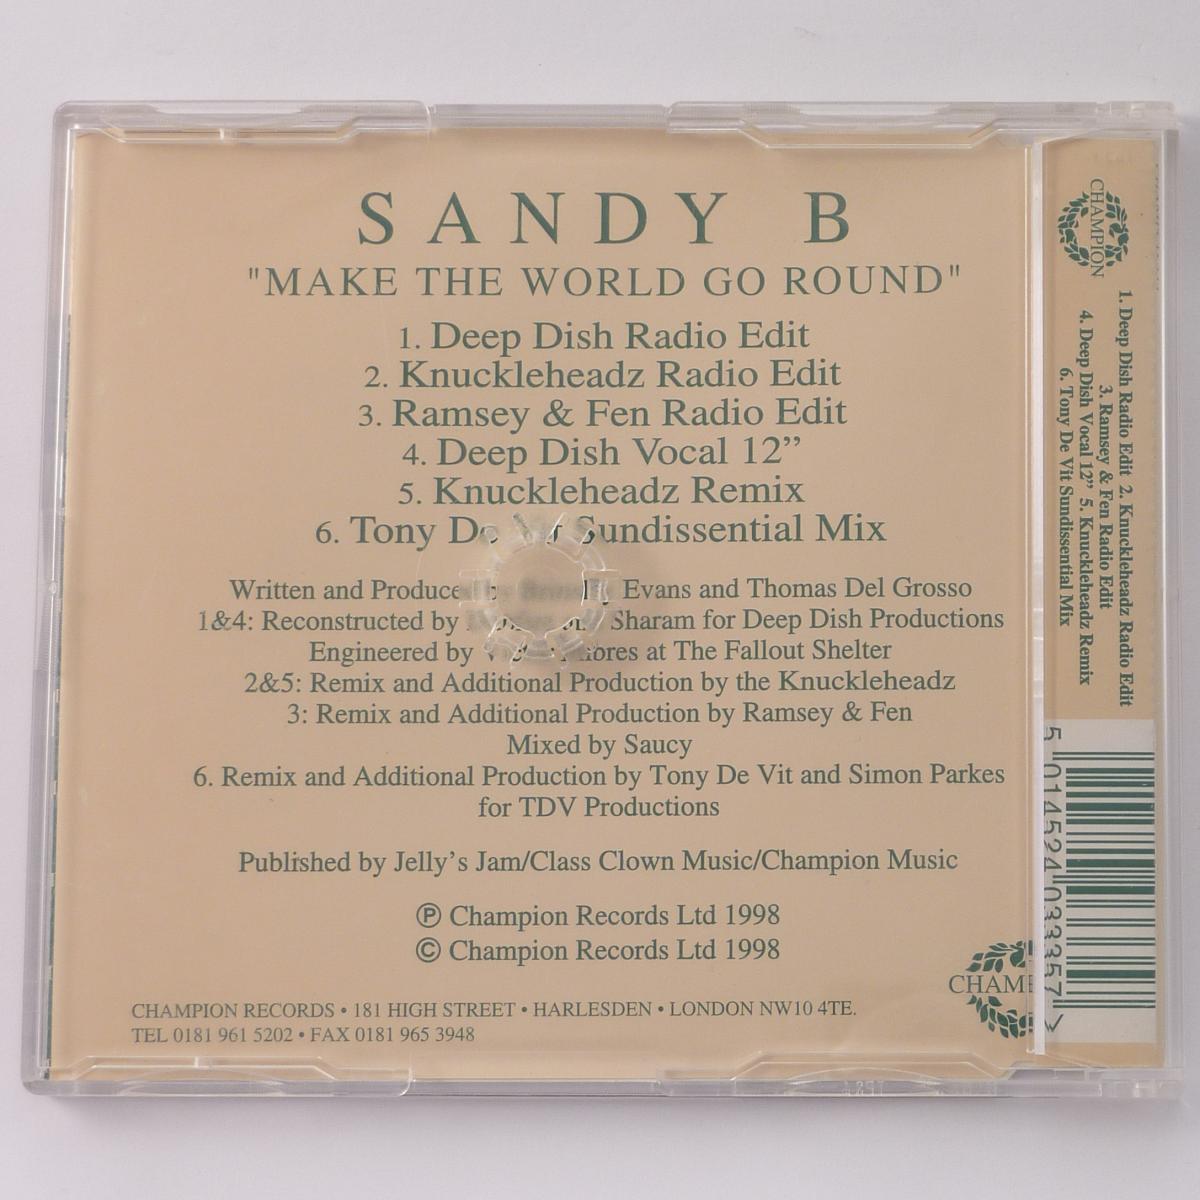 SANDY B
"MAKE THE WORLD GO ROUND"
1. Deep Dish Radio Edit
2. Knuckleheadz Radio Edit
3. Ramsey & Fen Radio Edit
4. Deep Dish Vocal 12”
5. Knuckleheadz Remix
6. Tony De Vit Sundissential Mix
Written and Produced by Evans and Thomas Del Grosso
1&4: Reconstructed by Sharam for Deep Dish Productions
Engineered by at The Fallout Shelter
2&5: Remix and Additional Production by the Knuckleheadz
3: Remix and Additional Production by Ramsey & Fen
Mixed by Saucy
6. Remix and Additional Production by Tony De Vit and Simon Parkes
for TDV Productions
Published by Jelly’s Jam/Class Clown Music/Champion Music
℗ Champion Records Ltd 1998
© Champion Records Ltd 1998
CHAMPION RECORDS • 181 HIGH STREET • HARLESDEN • LONDON NW10 4TE.
TEL 0181 961 5202 • FAX 0181 965 3948
CHAMP
CHAMPION
1. Deep Dish Radio Edit 2. Knuckleheadz Radio Edit
3. Ramsey & Fen Radio Edit
4. Deep Dish Vocal 12” 5. Knuckleheadz Remix
6. Tony De Vit Sundissential Mix
5 014524 033357 >